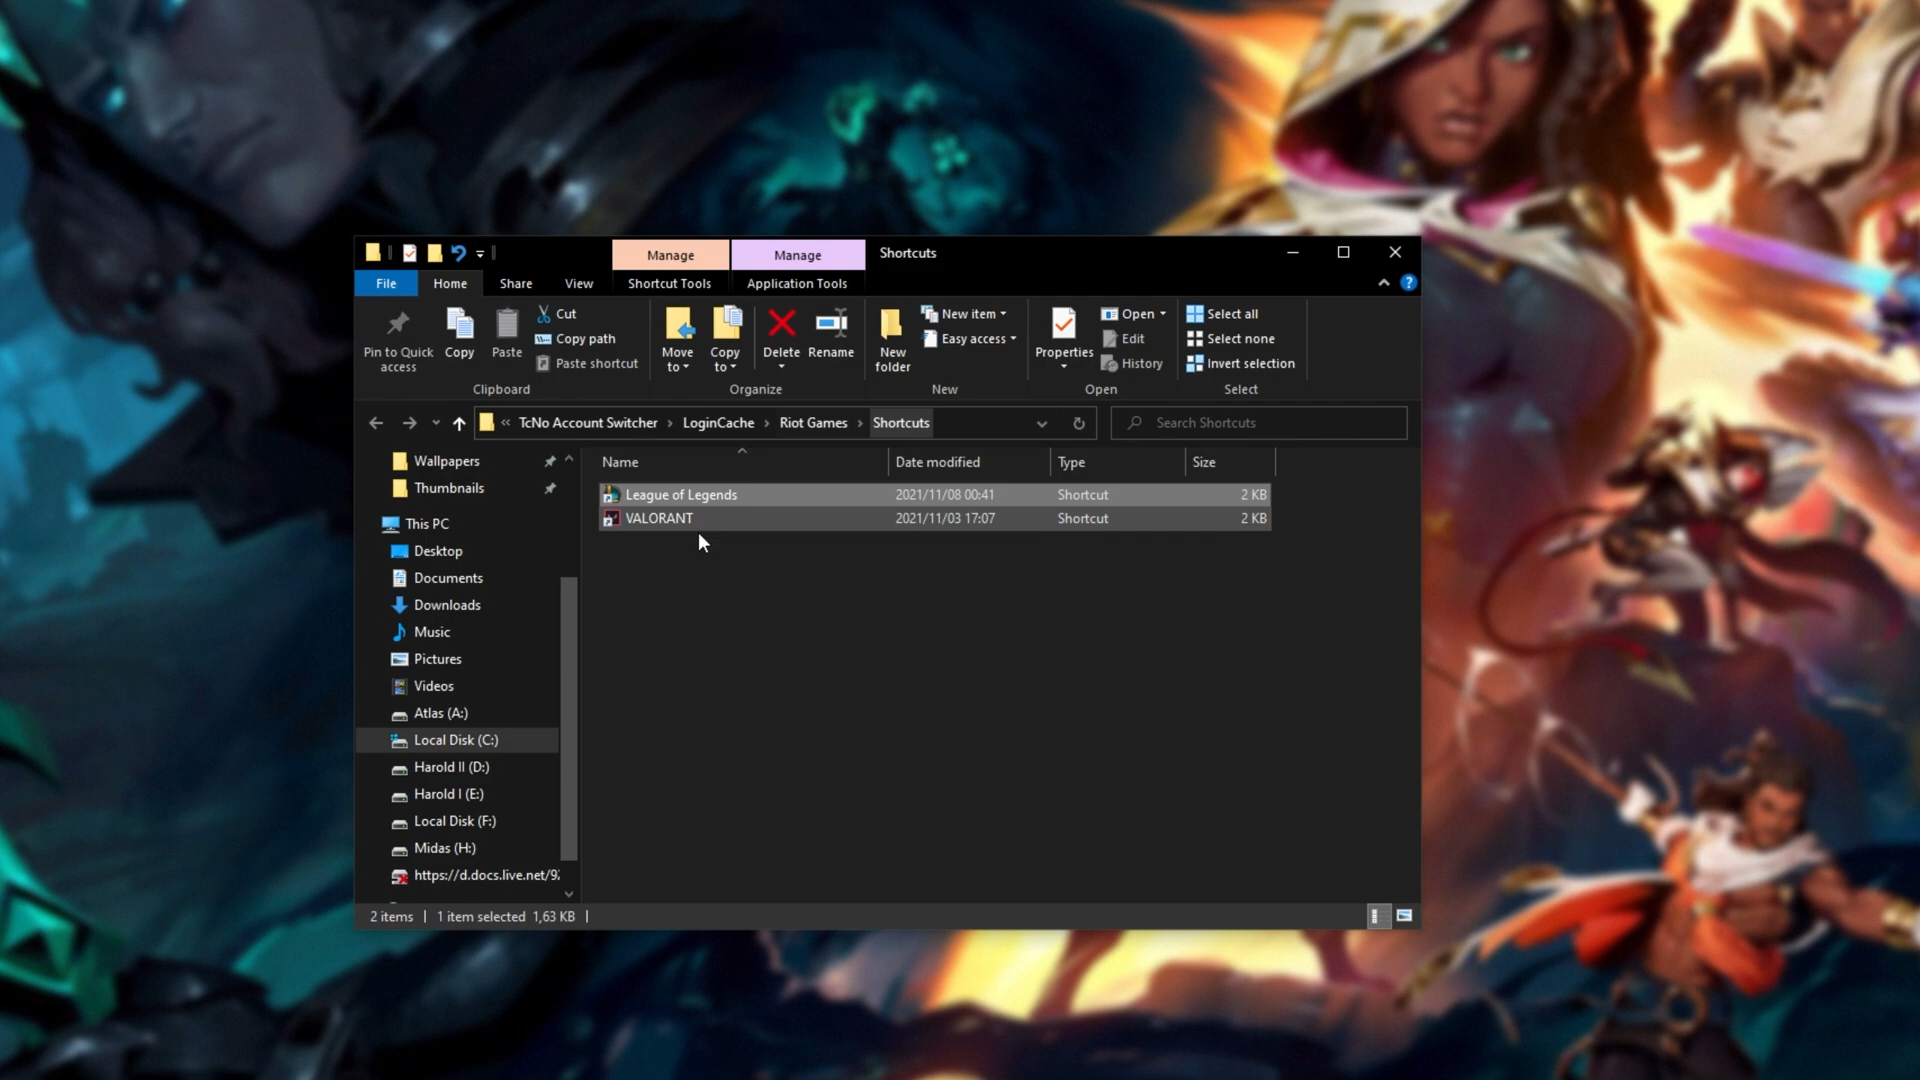 Manage
Manage
Shortcuts
File
Home
Share
View
Shortcut Tools
Application Tools
Pin to Quick
access
Copy
Paste
Cut
Copy path
Paste shortcut
Clipboard
Move
to
Copy
to
Delete
Rename
Organize
New
folder
New item
Easy access
New
Properties
Open
Edit
History
Open
Select all
Select none
Invert selection
Select
« TcNo Account Switcher > LoginCache > Riot Games > Shortcuts
Search Shortcuts
Wallpapers
Thumbnails
This PC
Desktop
Documents
Downloads
Music
Pictures
Videos
Atlas (A:)
Local Disk (C:)
Harold II (D:)
Harold I (E:)
Local Disk (F:)
Midas (H:)
https://d.docs.live.net/92
Name Date modified Type Size
League of Legends 2021/11/08 00:41 Shortcut 2 KB
VALORANT 2021/11/03 17:07 Shortcut 2 KB
2 items | 1 item selected 1,63 KB |